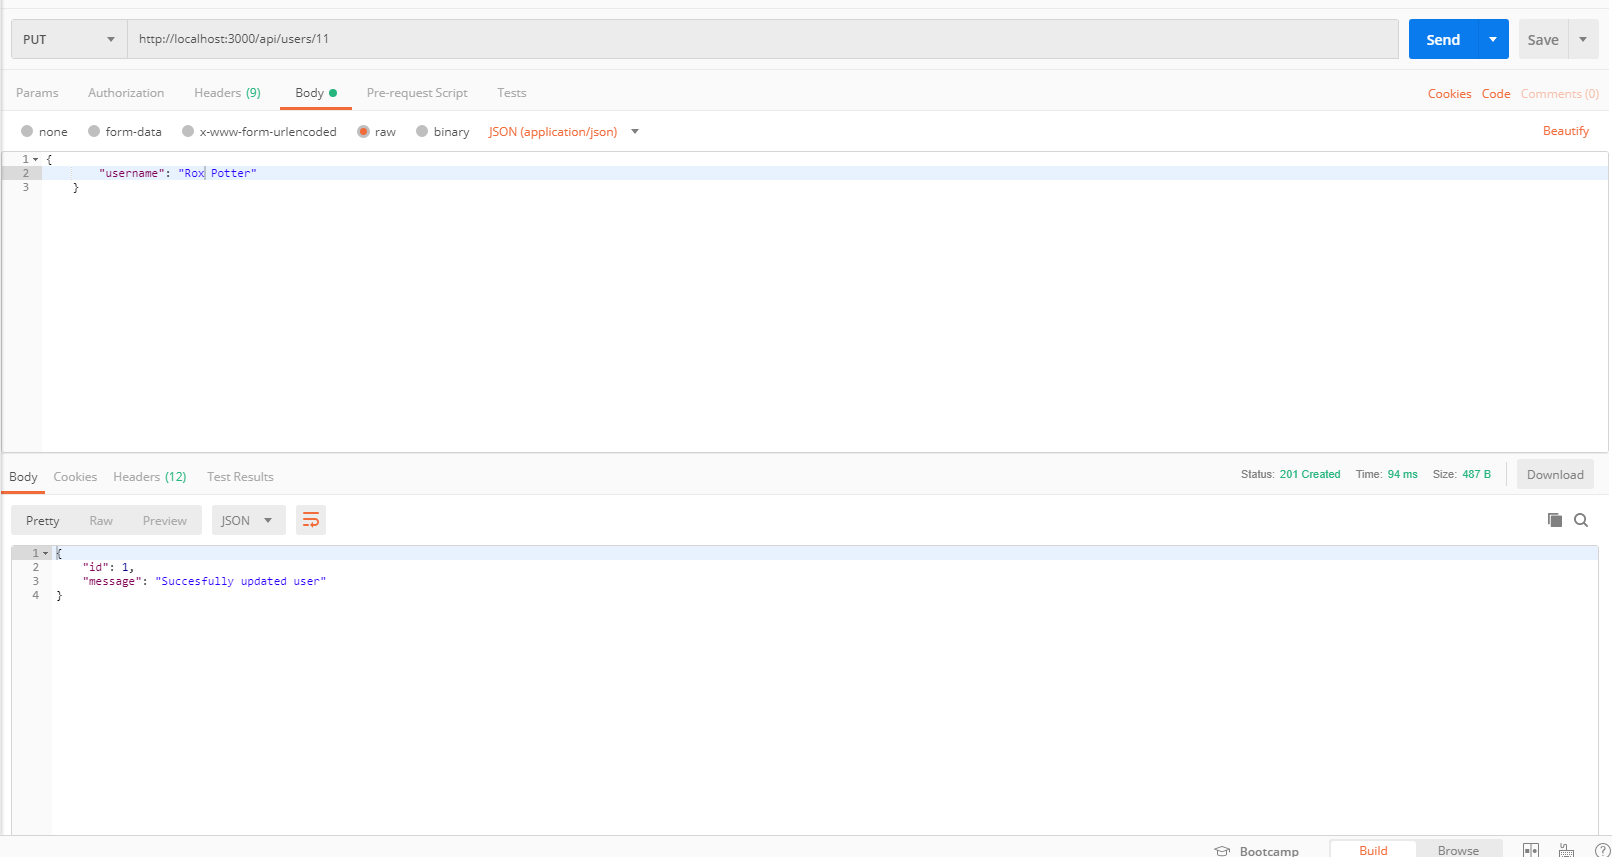 PUT http://localhost:3000/api/users/11 Send Save
Params Authorization Headers (9) Body Pre-request Script Tests Cookies Code Comments (0)
none form-data x-www-form-urlencoded raw binary JSON (application/json) Beautify
1 {
2 "username": "Rox Potter"
3 }
Body Cookies Headers (12) Test Results Status: 201 Created Time: 94 ms Size: 487 B Download
Pretty Raw Preview JSON
1 {
2 "id": 1,
3 "message": "Succesfully updated user"
4 }
Bootcamp Build Browse